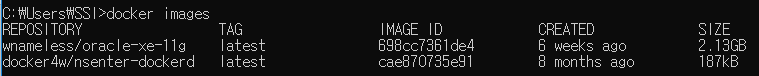 C:₩Users₩SSI>docker images
REPOSITORY TAG IMAGE ID CREATED SIZE
wnameless/oracle-xe-11g latest 698cc7361de4 6 weeks ago 2.13GB
docker4w/nsenter-dockerd latest cae870735e91 8 months ago 187kB